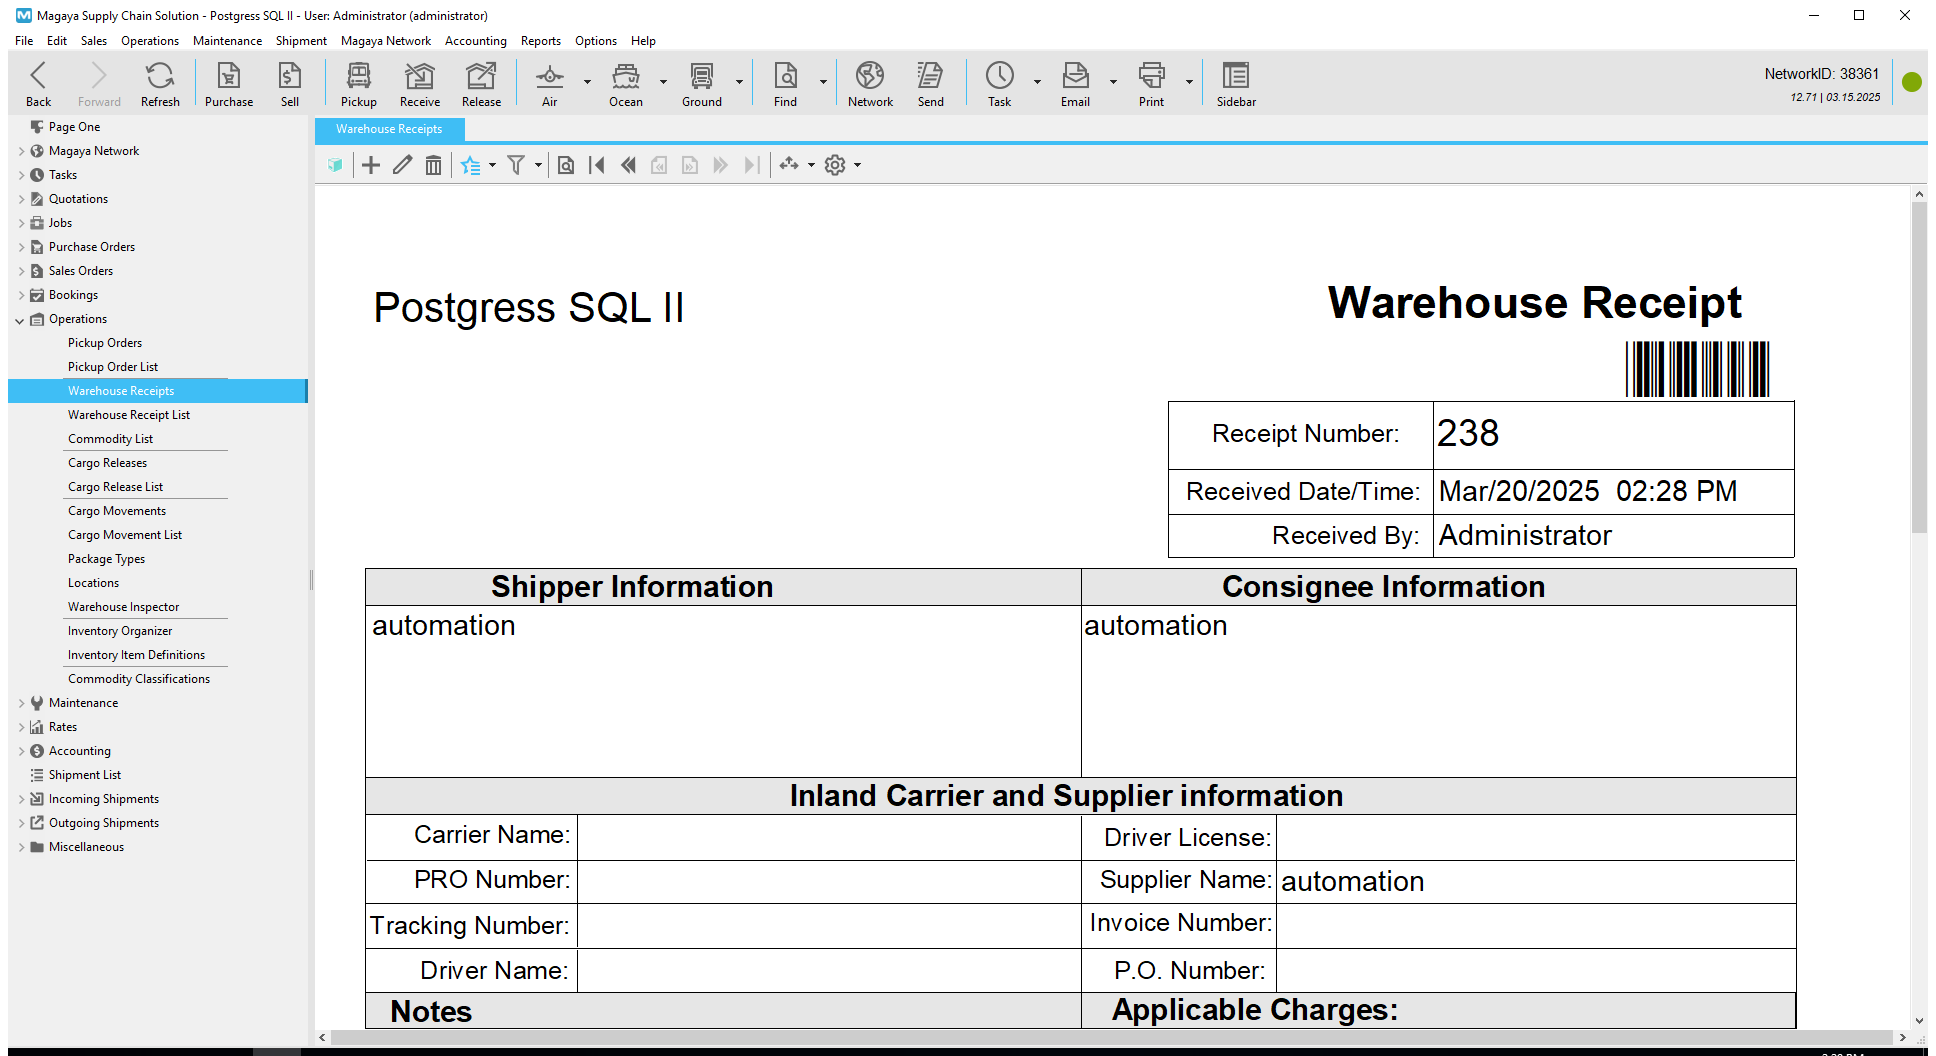 Magaya Supply Chain Solution - Postgress SQL II - User: Administrator (administrator)
File Edit Sales Operations Maintenance Shipment Magaya Network Accounting Reports Options Help
Back Forward Refresh Purchase Sell Pickup Receive Release Air Ocean Ground Find Network Send Task Email Print Sidebar
NetworkID: 38361
12.71 | 03.15.2025
Page One
Magaya Network
Tasks
Quotations
Jobs
Purchase Orders
Sales Orders
Bookings
Operations
Pickup Orders
Pickup Order List
Warehouse Receipts
Warehouse Receipt List
Commodity List
Cargo Releases
Cargo Release List
Cargo Movements
Cargo Movement List
Package Types
Locations
Warehouse Inspector
Inventory Organizer
Inventory Item Definitions
Commodity Classifications
Maintenance
Rates
Accounting
Shipment List
Incoming Shipments
Outgoing Shipments
Miscellaneous
Warehouse Receipts
Postgress SQL II
Warehouse Receipt
Receipt Number: 238
Received Date/Time: Mar/20/2025 02:28 PM
Received By: Administrator
Shipper Information Consignee Information
automation automation
Inland Carrier and Supplier information
Carrier Name: Driver License:
PRO Number: Supplier Name: automation
Tracking Number: Invoice Number:
Driver Name: P.O. Number:
Notes Applicable Charges: